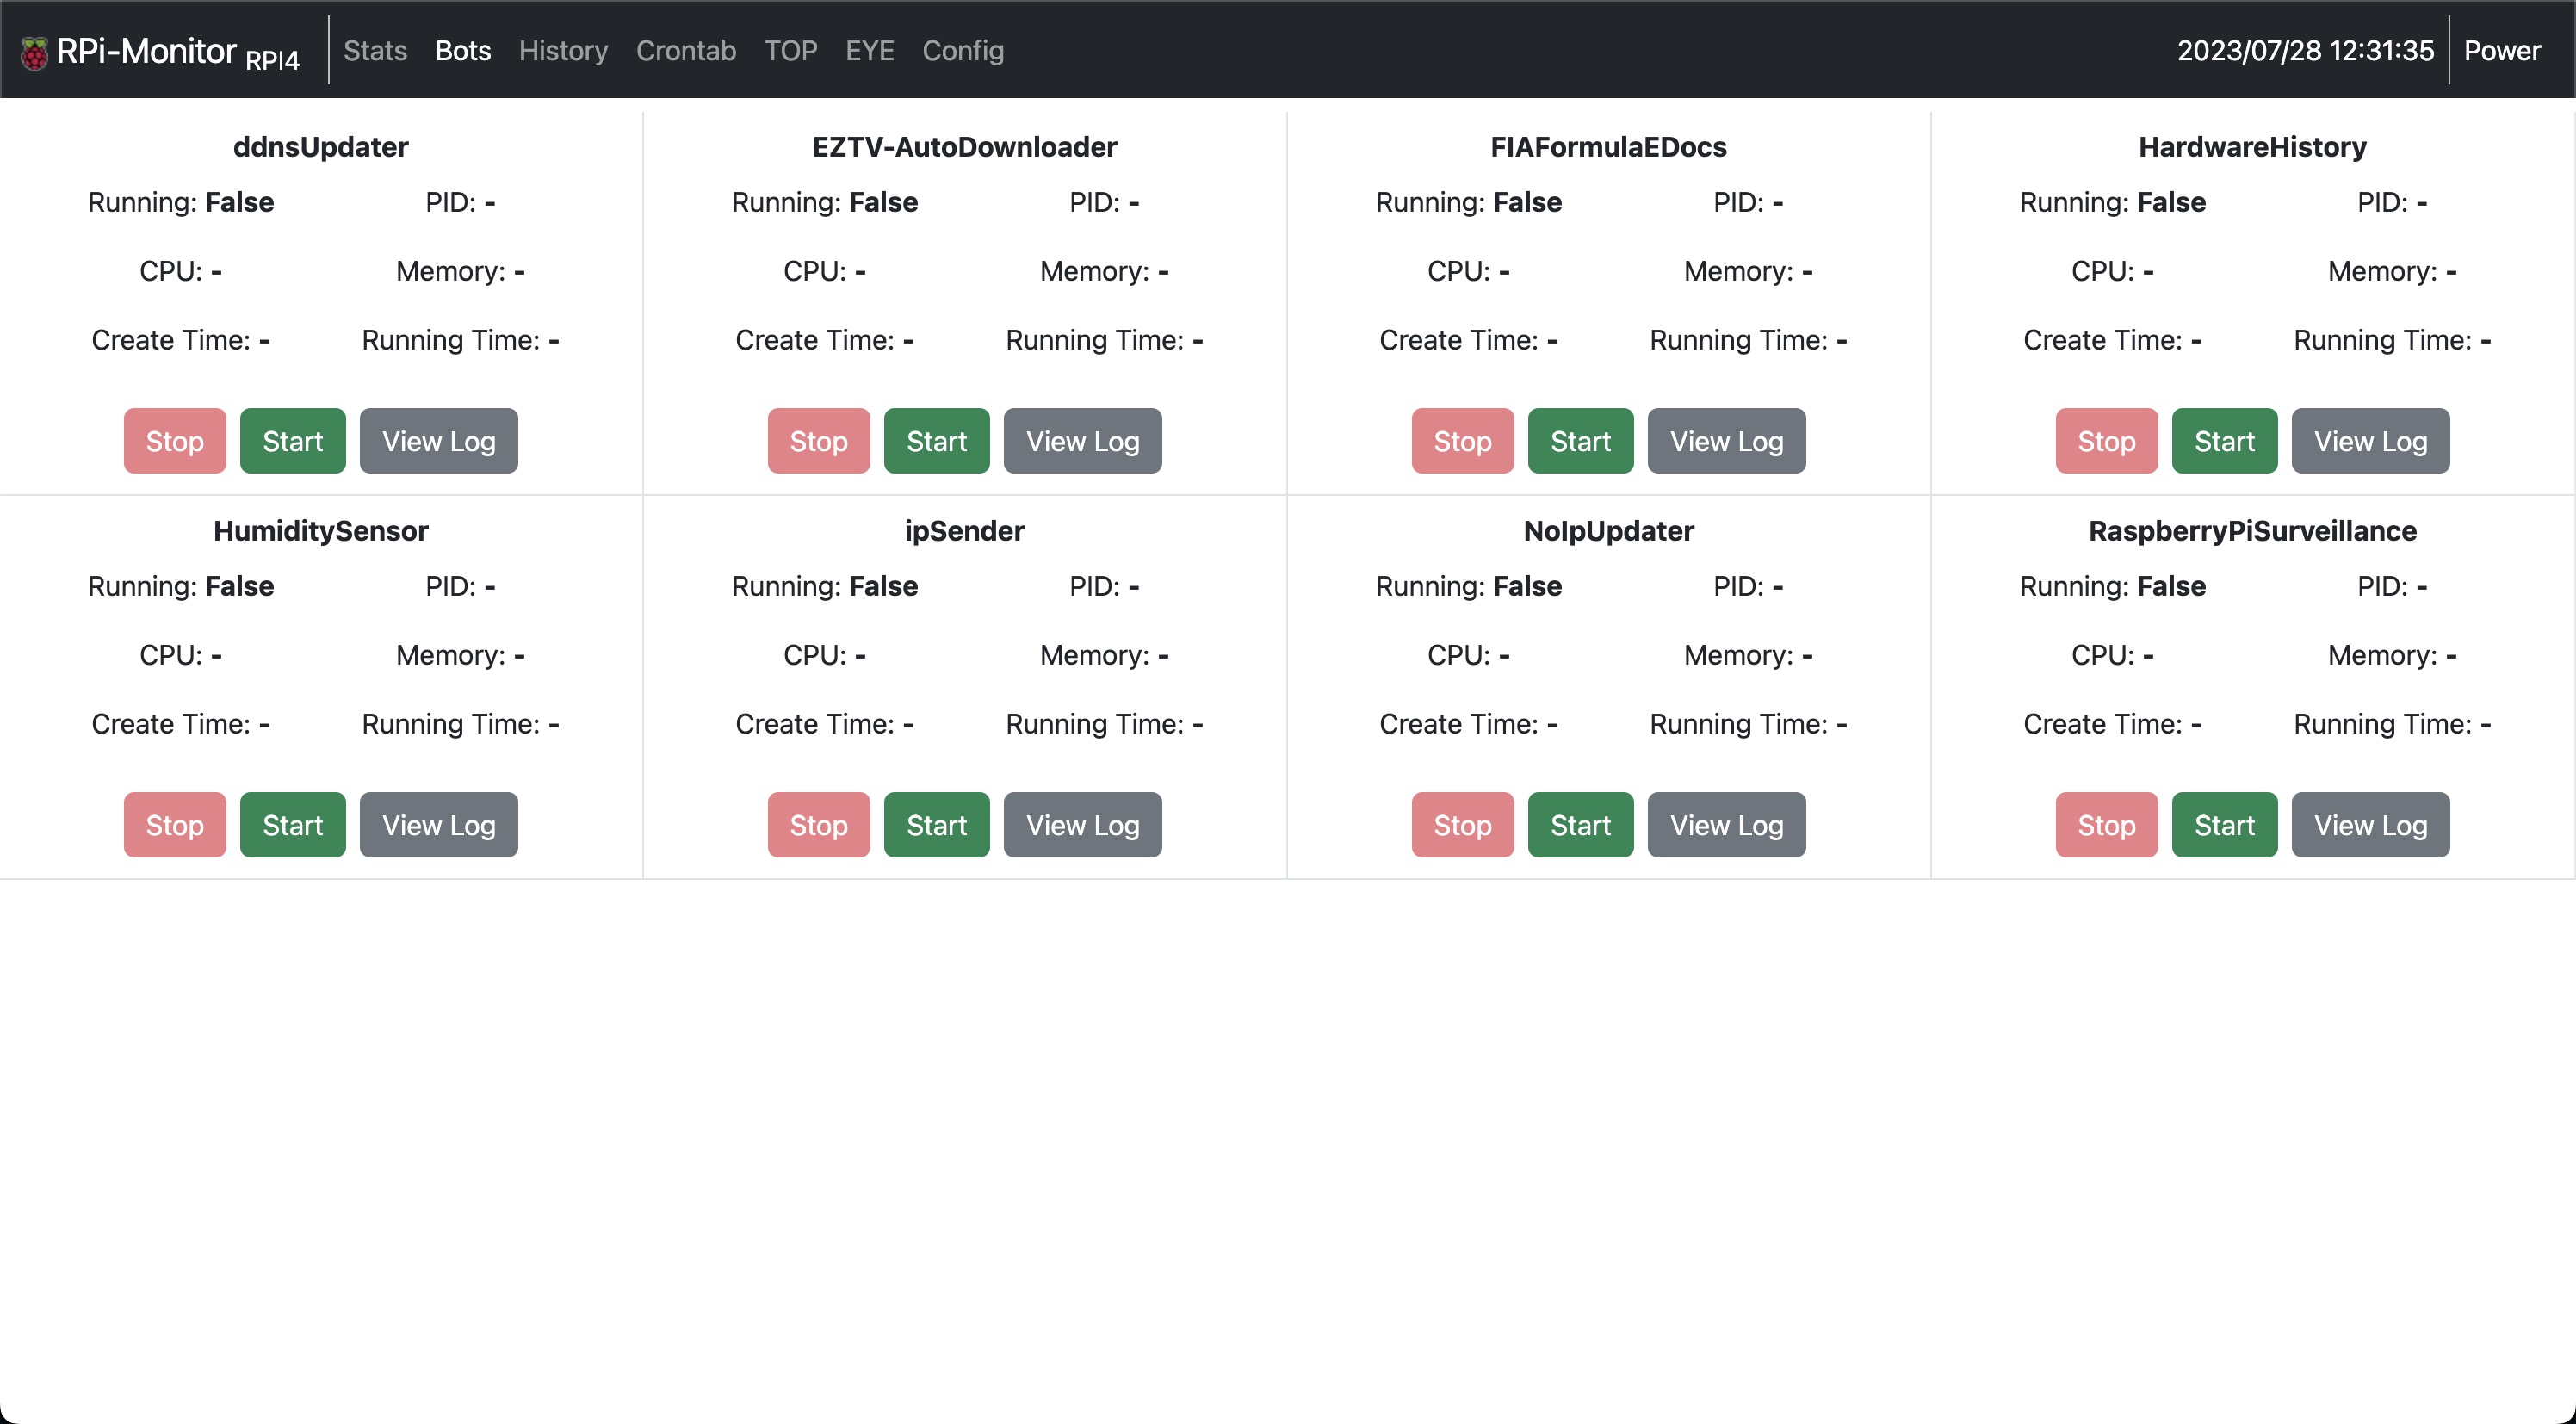 RPi-Monitor RPI4 Stats Bots History Crontab TOP EYE Config 2023/07/28 12:31:35 Power
ddnsUpdater
Running: False PID: -
CPU: - Memory: -
Create Time: - Running Time: -
Stop Start View Log
EZTV-AutoDownloader
Running: False PID: -
CPU: - Memory: -
Create Time: - Running Time: -
Stop Start View Log
FIAFormulaEDocs
Running: False PID: -
CPU: - Memory: -
Create Time: - Running Time: -
Stop Start View Log
HardwareHistory
Running: False PID: -
CPU: - Memory: -
Create Time: - Running Time: -
Stop Start View Log
HumiditySensor
Running: False PID: -
CPU: - Memory: -
Create Time: - Running Time: -
Stop Start View Log
ipSender
Running: False PID: -
CPU: - Memory: -
Create Time: - Running Time: -
Stop Start View Log
NoIpUpdater
Running: False PID: -
CPU: - Memory: -
Create Time: - Running Time: -
Stop Start View Log
RaspberryPiSurveillance
Running: False PID: -
CPU: - Memory: -
Create Time: - Running Time: -
Stop Start View Log